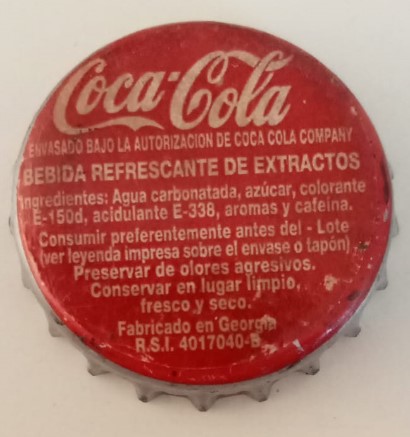 Coca-Cola
ENVASADO BAJO LA AUTORIZACION DE COCA COLA COMPANY
BEBIDA REFRESCANTE DE EXTRACTOS
Ingredientes: Agua carbonatada, azúcar, colorante
E-150d, acidulante E-338, aromas y cafeína.
Consumir preferentemente antes del - Lote
(ver leyenda impresa sobre el envase o tapón)
Preservar de olores agresivos.
Conservar en lugar limpio,
fresco y seco.
Fabricado en Georgia
R.S.I. 4017040-B